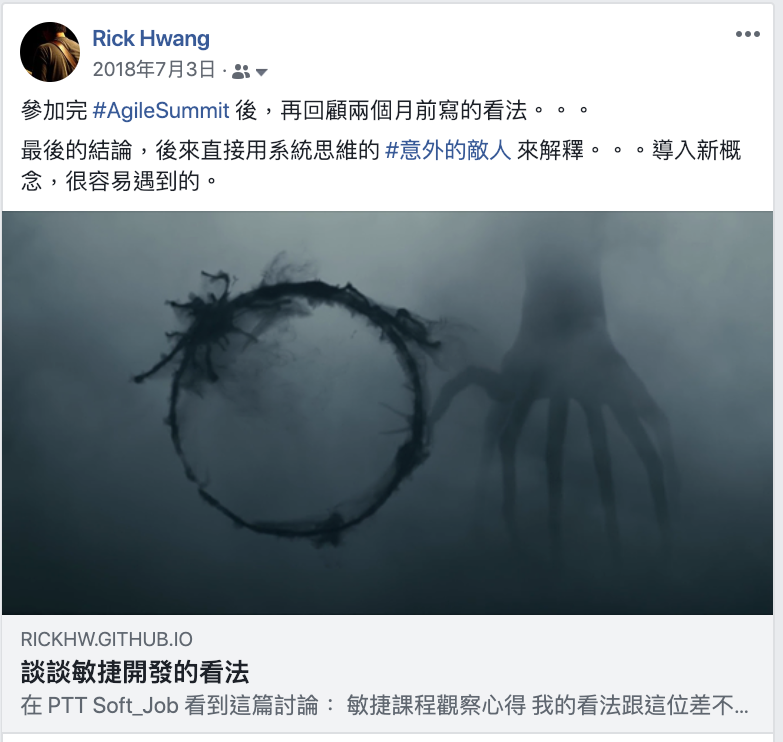 Rick Hwang
2018年7月3日 ·
參加完 #AgileSummit 後，再回顧兩個月前寫的看法。。。
最後的結論，後來直接用系統思維的 #意外的敵人 來解釋。。。導入新概
念，很容易遇到的。
RICKHW.GITHUB.IO
談談敏捷開發的看法
在 PTT Soft_Job 看到這篇討論： 敏捷課程觀察心得 我的看法跟這位差不...